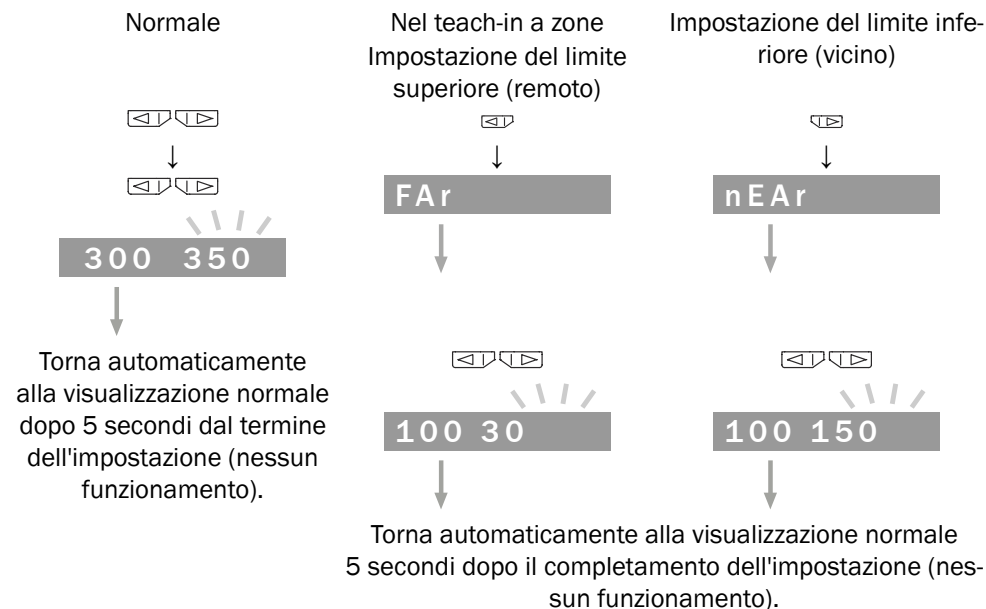 Normale
300 350
Torna automaticamente
alla visualizzazione normale
dopo 5 secondi dal termine
dell'impostazione (nessun
funzionamento).
Nel teach-in a zone
Impostazione del limite
superiore (remoto)
FAr
100 30
Impostazione del limite infe-
riore (vicino)
nEAr
100 150
Torna automaticamente alla visualizzazione normale
5 secondi dopo il completamento dell'impostazione (nes-
sun funzionamento).